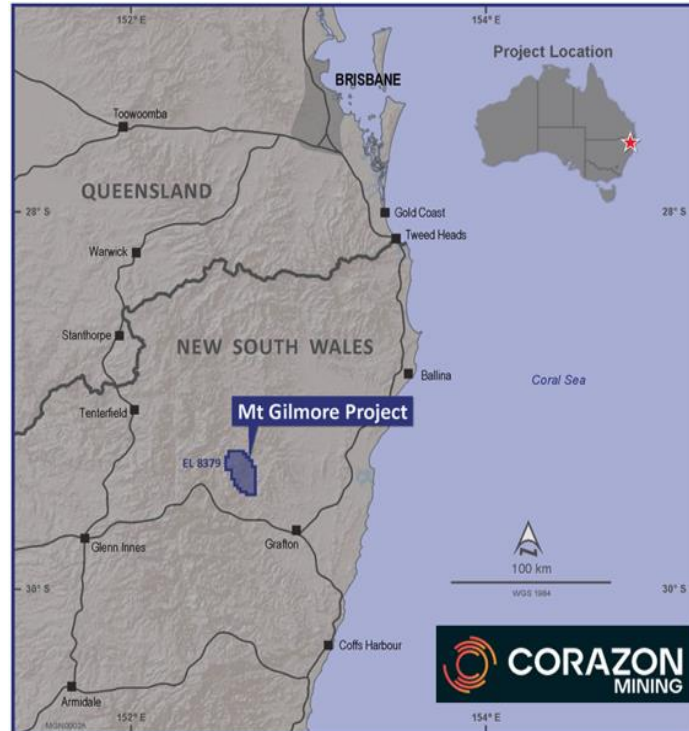 152° E
154° E
Project Location
BRISBANE
Toowoomba
QUEENSLAND
28° S
28° S
Gold Coast
Tweed Heads
Warwick
Stanthorpe
NEW SOUTH WALES
Ballina
Coral Sea
Tenterfield
Mt Gilmore Project
EL 8379
Glenn Innes
Grafton
N
100 km
WGS 1984
30° S
30° S
Coffs Harbour
CORAZON
MINING
Armidale
152° E
154° E